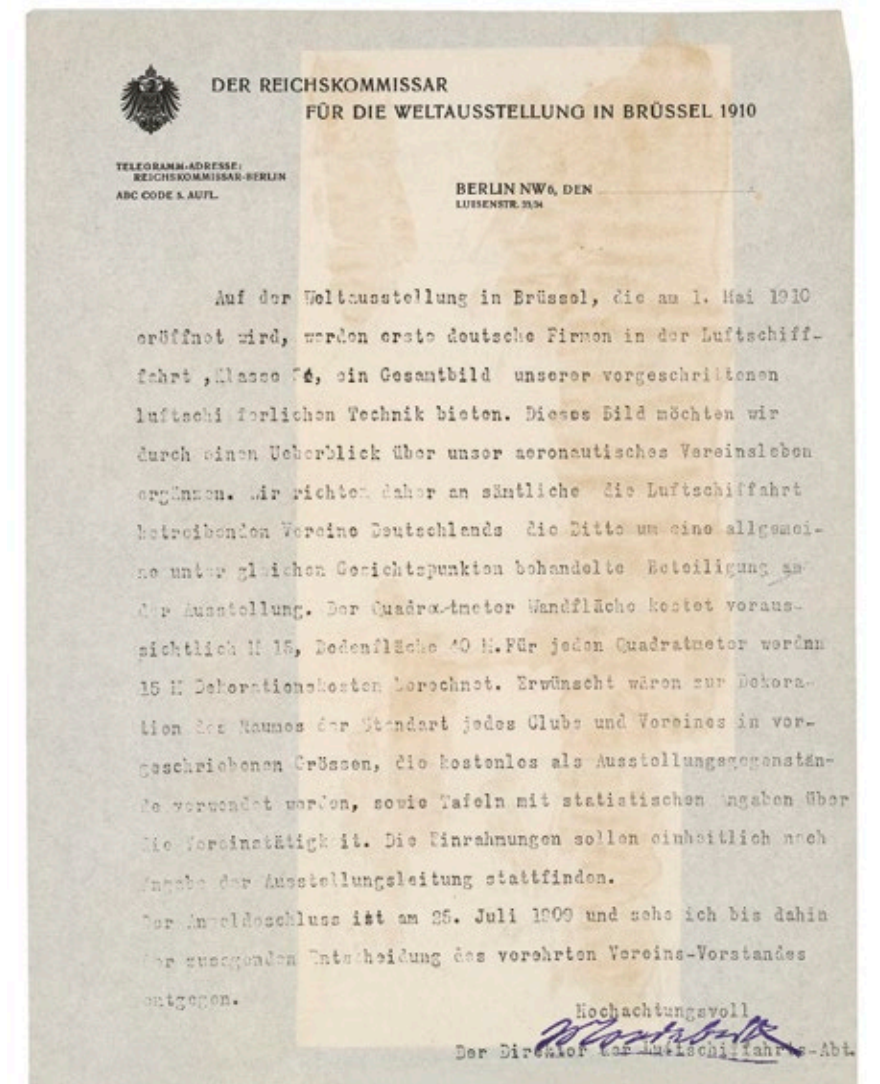 DER REICHSKOMMISSAR
FÜR DIE WELTAUSSTELLUNG IN BRÜSSEL 1910
TELEGRAMM-ADRESSE:
REICHSKOMMISSAR-BERLIN
ABC CODE 5. AUFL.
BERLIN NW6, DEN
LUISENSTR. 33/34
Auf der Weltausstellung in Brüssel, die am 1. Mai 1910
eröffnet wird, werden erste deutsche Firmen in der Luftschiff-
fahrt ,Klasse , ein Gesamtbild unserer vorgeschrittenen
luftschifferlichen Technik bieten. Dieses Bild möchten wir
durch einen Ueberblick über unser aeronautisches Vereinsleben
ergänzen. Wir richten daher an sämtliche die Luftschiffahrt
betreibenden Vereine Deutschlands die Bitte um eine allgemei-
ne unter gleichen Gesichtspunkten behandelte Beteiligung an
der Ausstellung. Der Quadratmeter Wandfläche kostet voraus-
sichtlich M 15, Bodenfläche 40 M.Für jeden Quadratmeter werdnn
15 M Dekorationskosten berechnet. Erwünscht wären zur Dekora-
tion des Raumes der Standart jedes Clubs und Vereines in vor-
geschriebenen Grössen, die kostenlos als Ausstellungsgegenstän-
de verwendet werden, sowie Tafeln mit statistischen Angaben über
die Vereinstätigkeit. Die Einrahmungen sollen einheitlich nach
Angabe der Ausstellungsleitung stattfinden.
Der Anmeldeschluss ist am 25. Juli 1909 und sehe ich bis dahin
der zusagenden Entscheidung des verehrten Vereins-Vorstandes
entgegen.
Hochachtungsvoll
Der Direktor der Luftschiffahrts-Abt.